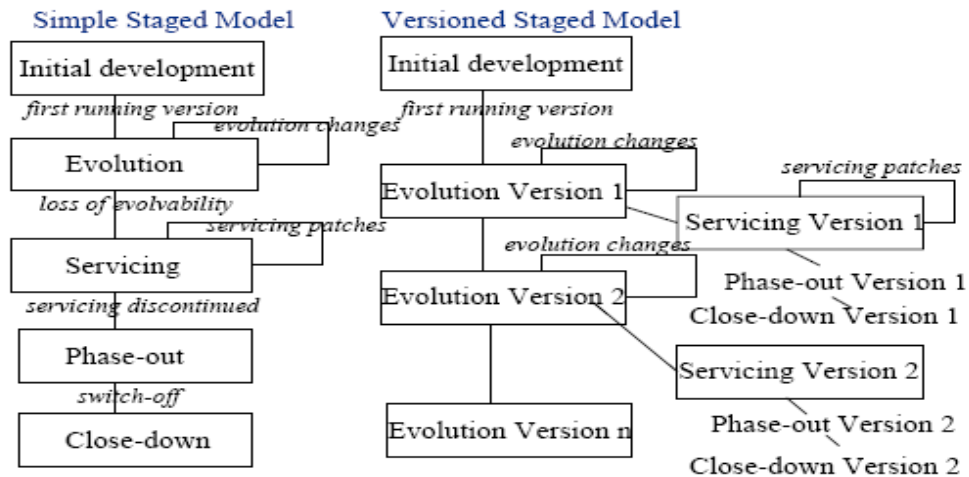 Simple Staged Model
Initial development
first running version
evolution changes
Evolution
loss of evolvability
servicing patches
Servicing
servicing discontinued
Phase-out
switch-off
Close-down
Versioned Staged Model
Initial development
first running version
evolution changes
Evolution Version 1
servicing patches
Servicing Version 1
Phase-out Version 1
Close-down Version 1
evolution changes
Evolution Version 2
Servicing Version 2
Phase-out Version 2
Close-down Version 2
Evolution Version n